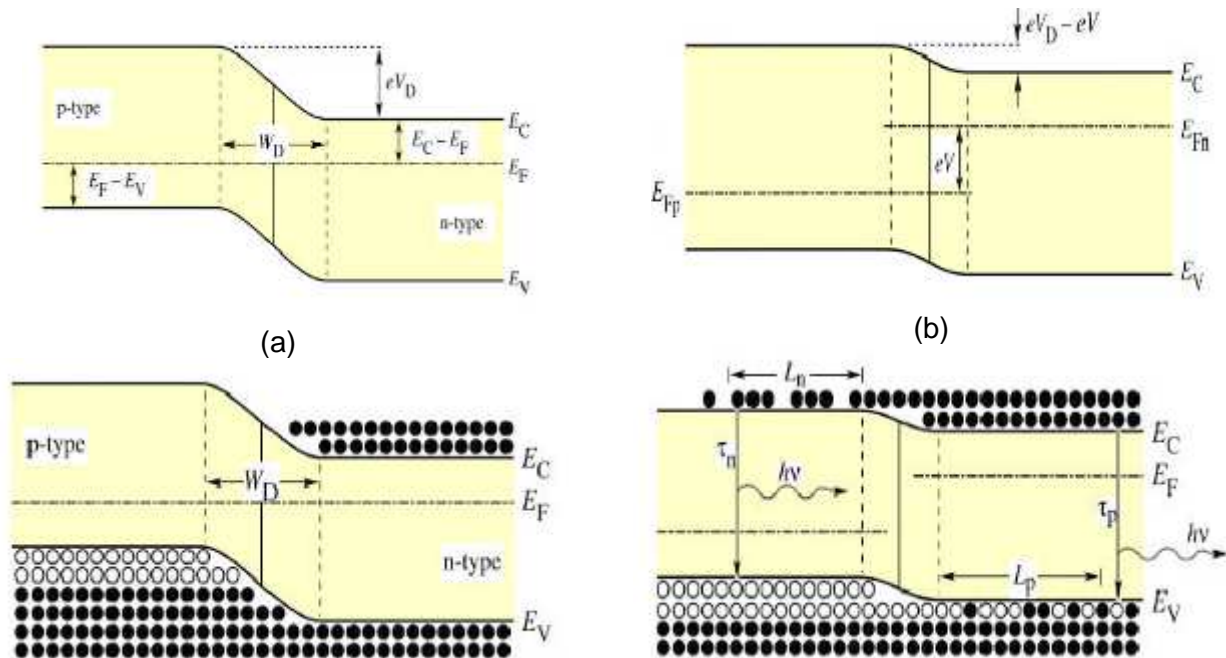 eV_D
p-type
E_C
W_D
E_C – E_F
E_F
E_F – E_V
n-type
E_V
(a)
eV_D – eV
E_C
E_Fn
eV
E_Fp
E_V
(b)
p-type
E_C
W_D
E_F
n-type
E_V
L_n
E_C
τ_n
hν
E_F
τ_p
hν
L_p
E_V